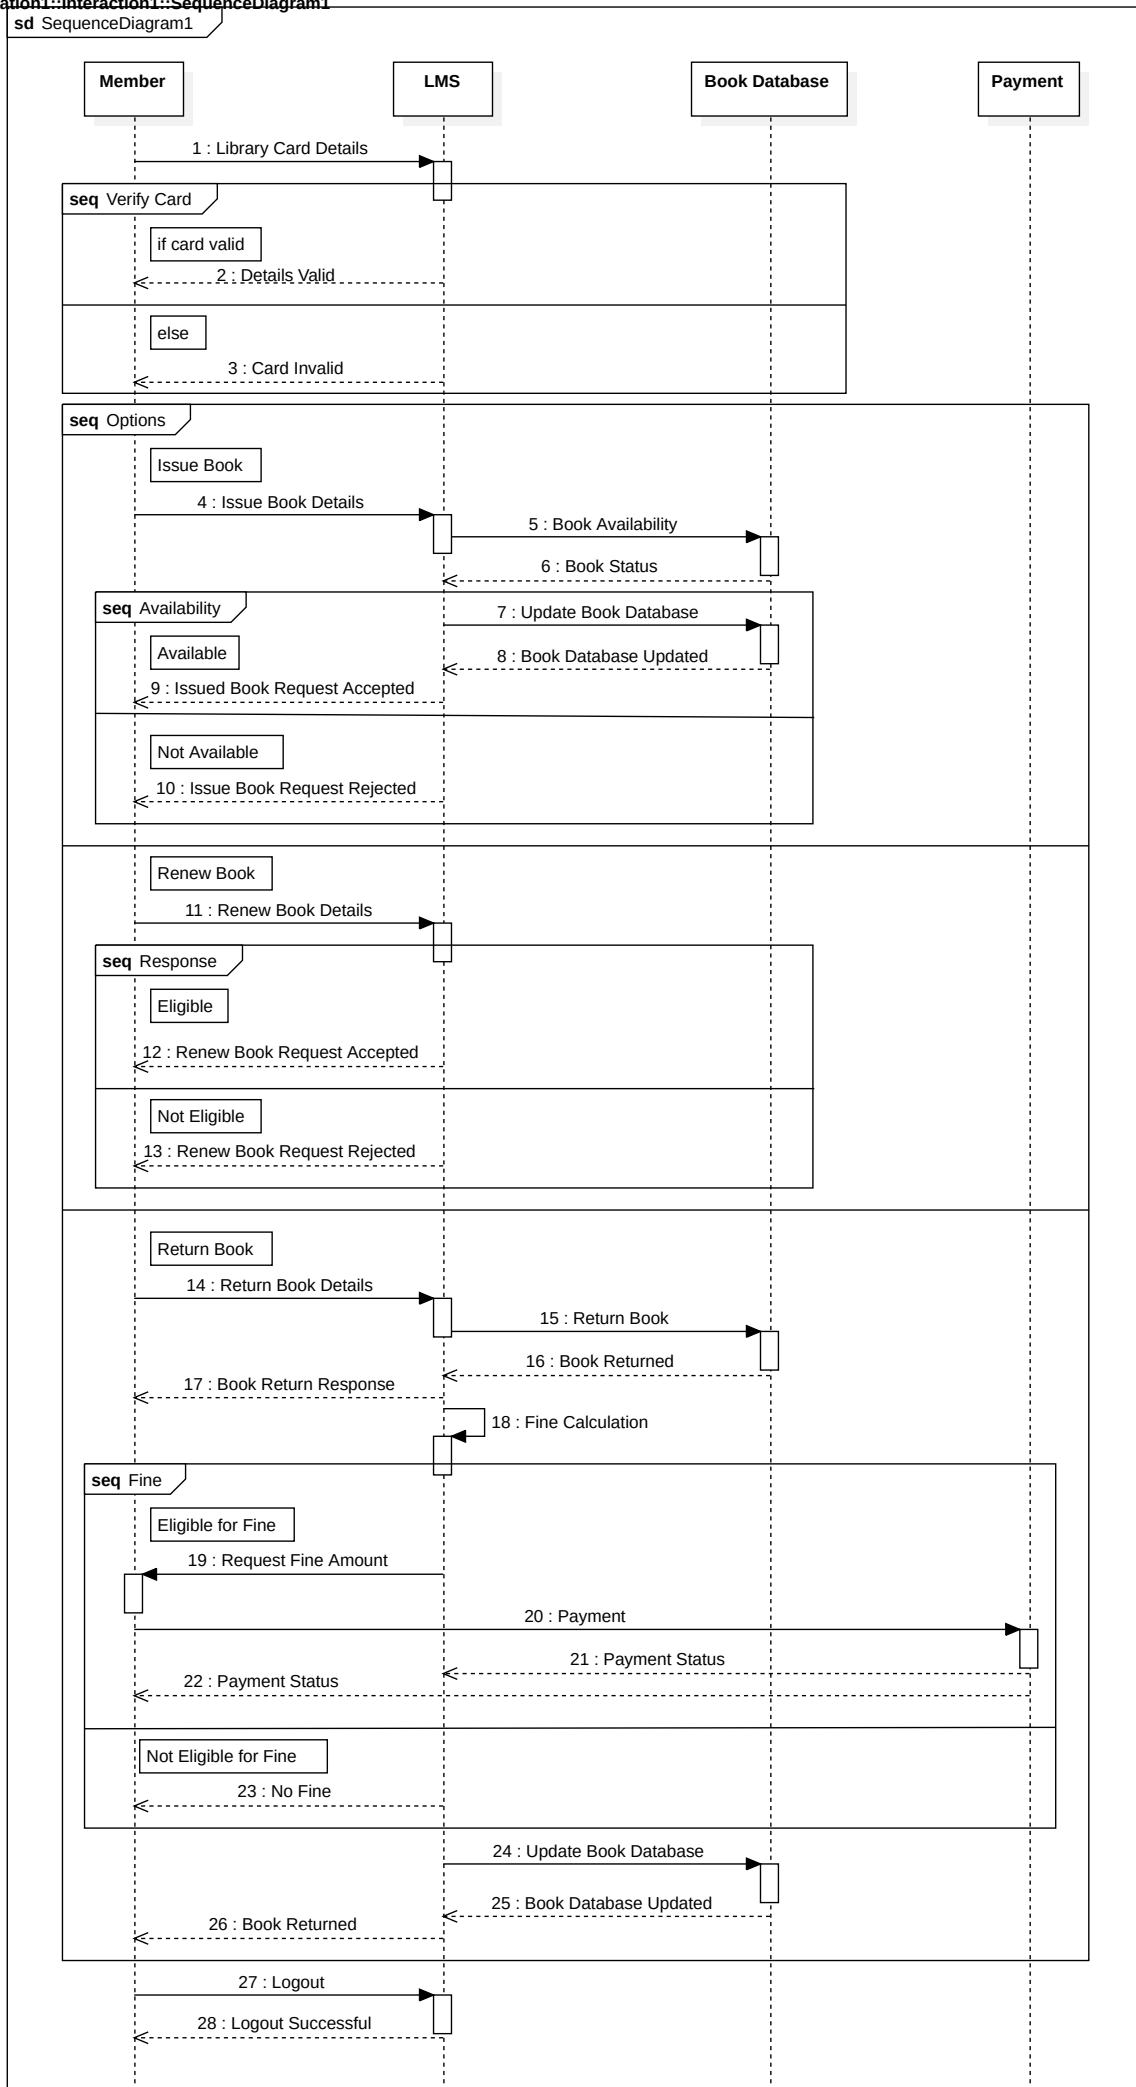 ation1::Interaction1::SequenceDiagram1
sd SequenceDiagram1
Member
LMS
Book Database
Payment
1 : Library Card Details
seq Verify Card
if card valid
2 : Details Valid
else
3 : Card Invalid
seq Options
Issue Book
4 : Issue Book Details
5 : Book Availability
6 : Book Status
seq Availability
7 : Update Book Database
Available
8 : Book Database Updated
9 : Issued Book Request Accepted
Not Available
10 : Issue Book Request Rejected
Renew Book
11 : Renew Book Details
seq Response
Eligible
12 : Renew Book Request Accepted
Not Eligible
13 : Renew Book Request Rejected
Return Book
14 : Return Book Details
15 : Return Book
16 : Book Returned
17 : Book Return Response
18 : Fine Calculation
seq Fine
Eligible for Fine
19 : Request Fine Amount
20 : Payment
21 : Payment Status
22 : Payment Status
Not Eligible for Fine
23 : No Fine
24 : Update Book Database
25 : Book Database Updated
26 : Book Returned
27 : Logout
28 : Logout Successful